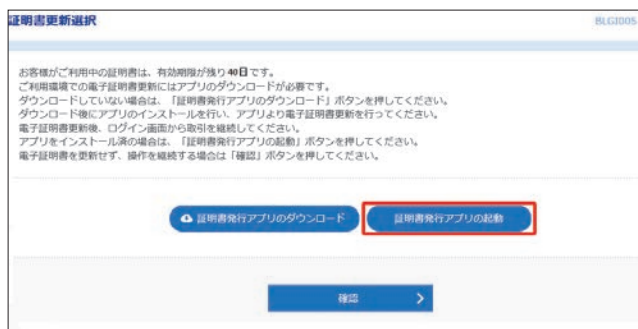 証明書更新選択
BLGI005
お客様がご利用中の証明書は、有効期限が残り40日です。
ご利用環境での電子証明書更新にはアプリのダウンロードが必要です。
ダウンロードしていない場合は、「証明書発行アプリのダウンロード」ボタンを押してください。
ダウンロード後にアプリのインストールを行い、アプリより電子証明書更新を行ってください。
電子証明書更新後、ログイン画面から取引を継続してください。
アプリをインストール済の場合は、「証明書発行アプリの起動」ボタンを押してください。
電子証明書を更新せず、操作を継続する場合は「確認」ボタンを押してください。
証明書発行アプリのダウンロード
証明書発行アプリの起動
確認